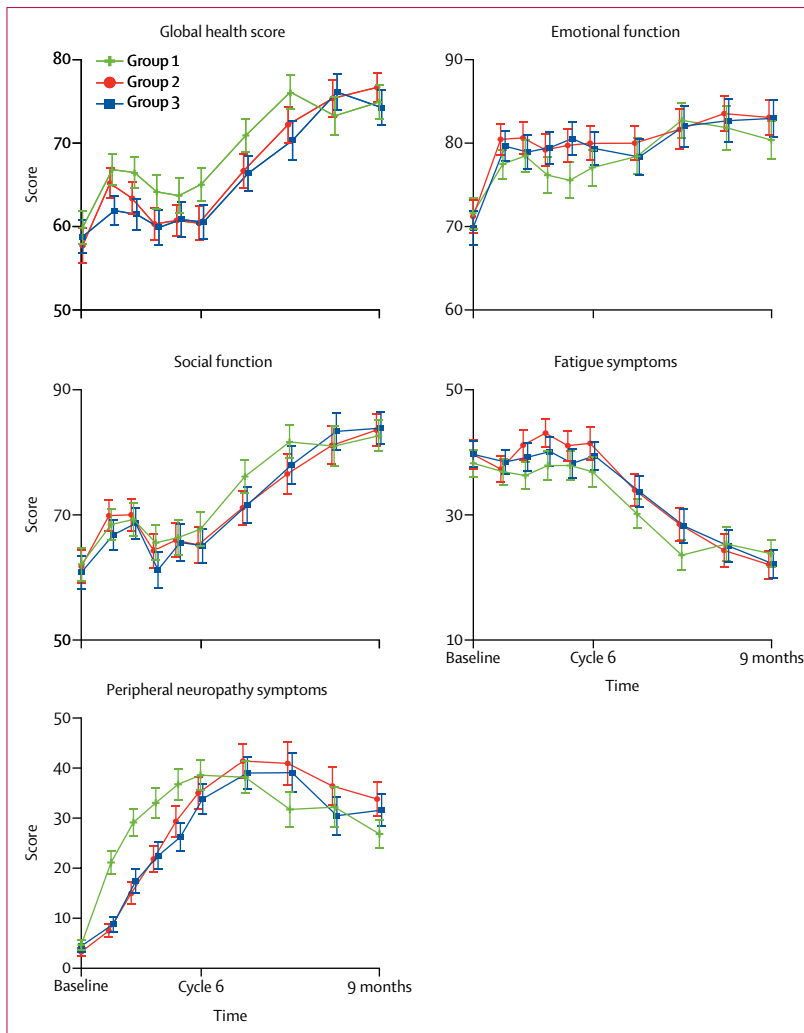 Global health score
80
70
60
50
Score
Group 1
Group 2
Group 3
Emotional function
90
80
70
60
Social function
90
70
50
Score
Fatigue symptoms
50
30
10
Baseline
Cycle 6
9 months
Time
Peripheral neuropathy symptoms
50
40
30
20
10
0
Score
Baseline
Cycle 6
9 months
Time